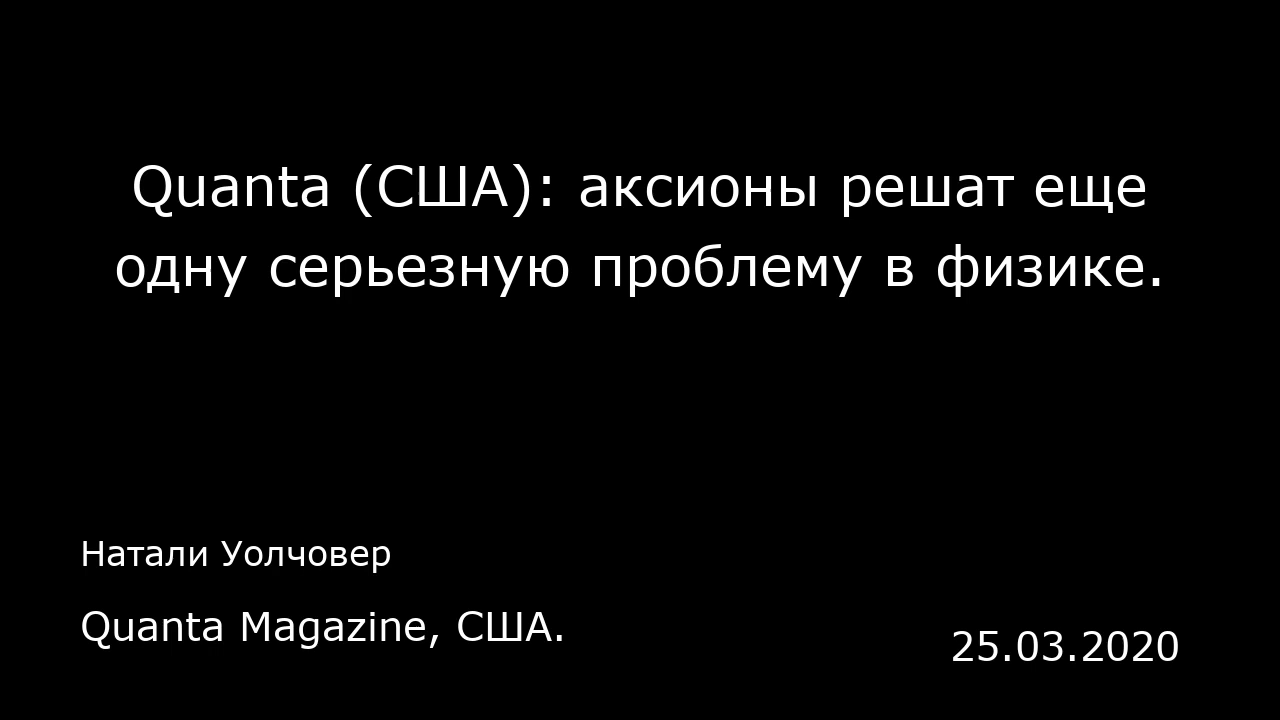 Quanta (США): аксионы решат еще
одну серьезную проблему в физике.
Натали Уолчовер
Quanta Magazine, США.
25.03.2020